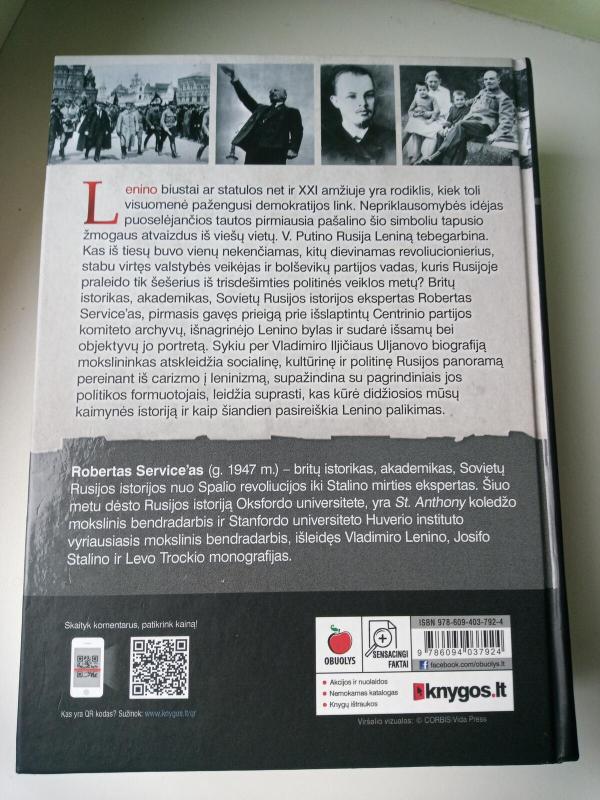 Lenino biustai ar statulos net ir XXI amžiuje yra rodiklis, kiek toli
visuomenė pažengusi demokratijos link. Nepriklausomybės idėjas
puoselėjančios tautos pirmiausia pašalino šio simboliu tapusio
žmogaus atvaizdus iš viešų vietų. V. Putino Rusija Leniną tebegarbina.
Kas iš tiesų buvo vienų nekenčiamas, kitų dievinamas revoliucionierius,
stabu virtęs valstybės veikėjas ir bolševikų partijos vadas, kuris Rusijoje
praleido tik šešerius iš trisdešimties politinės veiklos metų? Britų
istorikas, akademikas, Sovietų Rusijos istorijos ekspertas Robertas
Service'as, pirmasis gavęs prieigą prie išslaptintų Centrinio partijos
komiteto archyvų, išnagrinėjo Lenino bylas ir sudarė išsamų bei
objektyvų jo portretą. Sykiu per Vladimiro Iljičiaus Uljanovo biografiją
mokslininkas atskleidžia socialinę, kultūrinę ir politinę Rusijos panoramą
pereinant iš carizmo į leninizmą, supažindina su pagrindiniais jos
politikos formuotojais, leidžia suprasti, kas kūrė didžiosios mūsų
kaimynės istoriją ir kaip šiandien pasireiškia Lenino palikimas.
Robertas Service'as (g. 1947 m.) – britų istorikas, akademikas, Sovietų
Rusijos istorijos nuo Spalio revoliucijos iki Stalino mirties ekspertas. Šiuo
metu dėsto Rusijos istoriją Oksfordo universitete, yra St. Anthony koledžo
mokslinis bendradarbis ir Stanfordo universiteto Huverio instituto
vyriausiasis mokslinis bendradarbis, išleidęs Vladimiro Lenino, Josifo
Stalino ir Levo Trockio monografijas.
Skaityk komentarus, patikrink kainą!
Kas yra QR kodas? Sužinok: www.knygos.lt/qr
OBUOLYS
SENSACINGI
FAKTAI
ISBN 978-609-403-792-4
9 786094 037924
facebook.com/obuolys.lt
Akcijos ir nuolaidos
Nemokamas katalogas
Knygų ištraukos
knygos.lt
Viršelio vizualas: © CORBIS/Vida Press